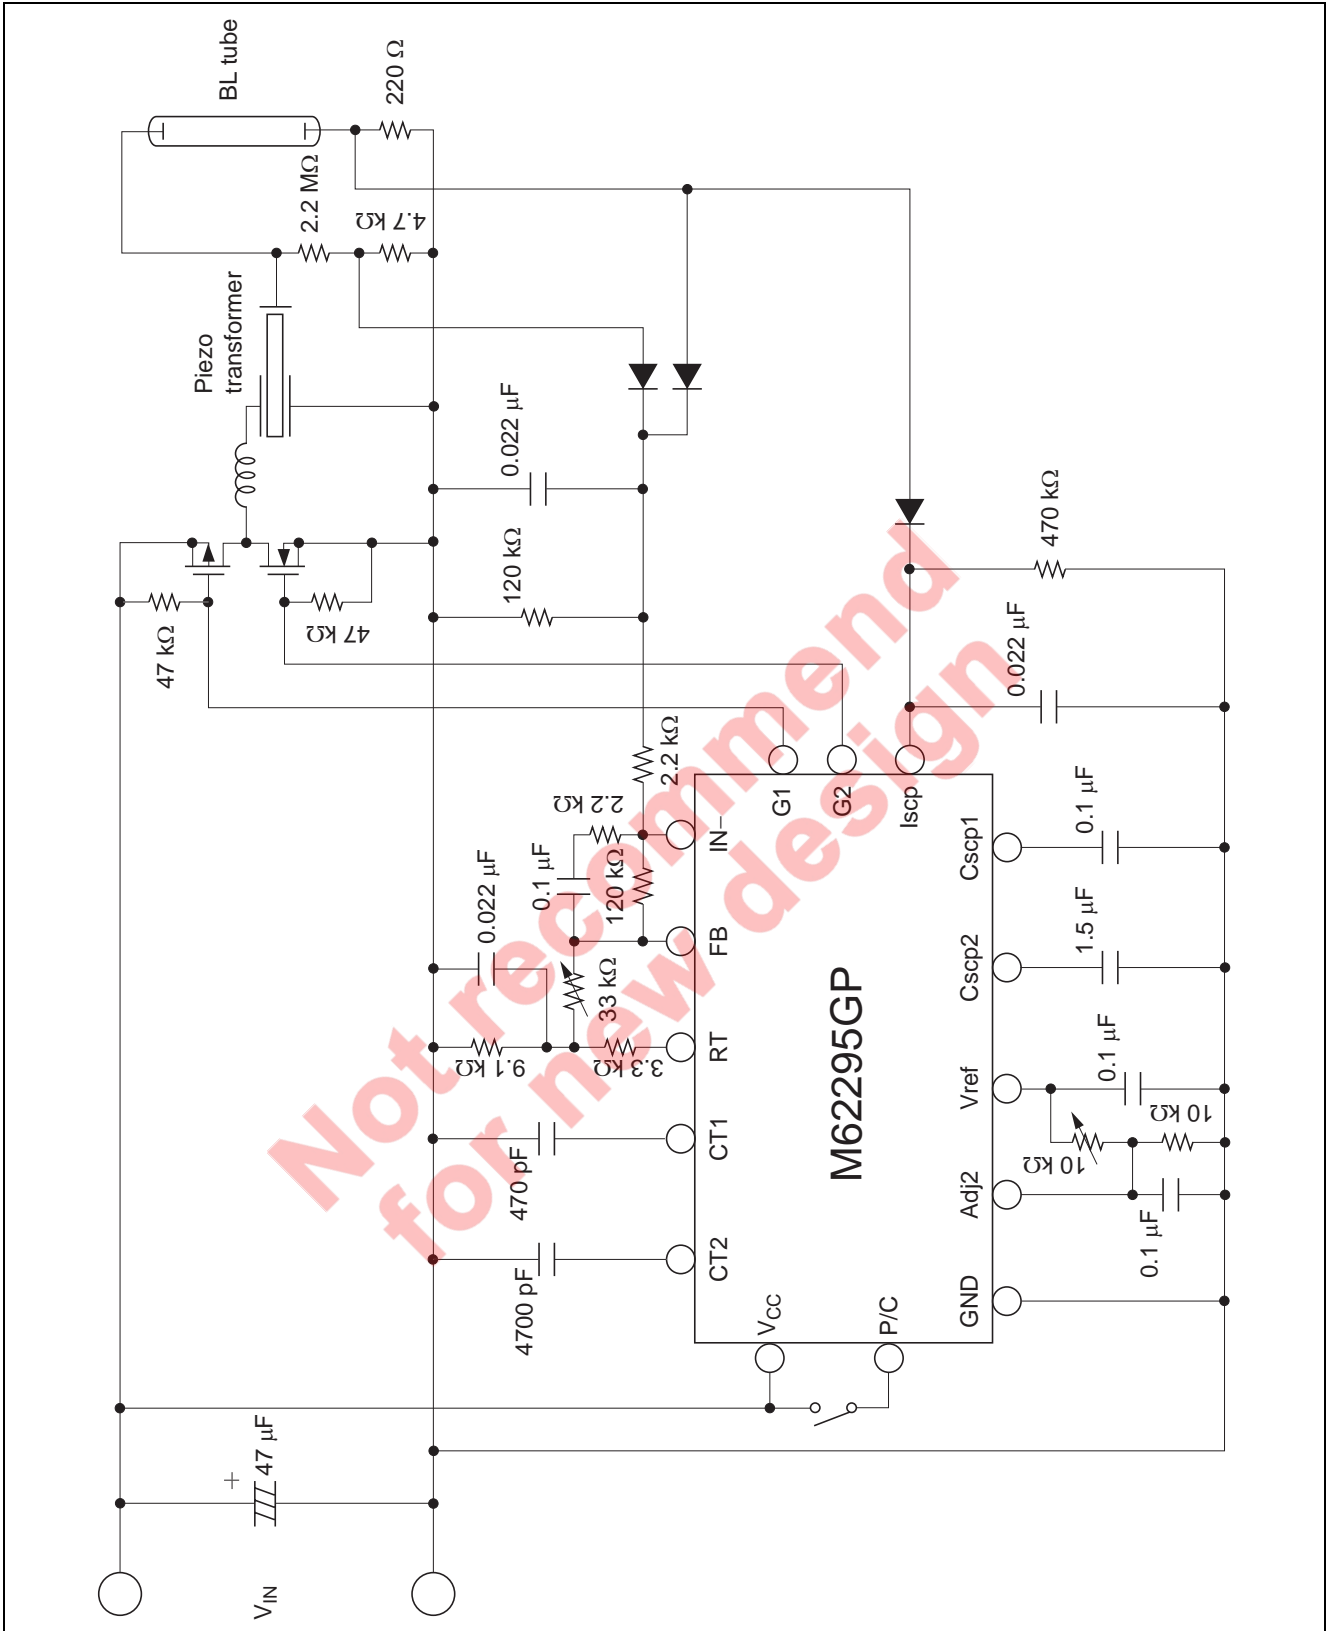 BL tube
220 Ω
2.2 MΩ
4.7 kΩ
Piezo
transformer
0.022 μF
47 kΩ
47 kΩ
120 kΩ
470 kΩ
0.022 μF
2.2 kΩ
2.2 kΩ
0.1 μF
120 kΩ
0.022 μF
33 kΩ
9.1 kΩ
3.3 kΩ
470 pF
4700 pF
G1
G2
Iscp
IN−
FB
RT
CT1
CT2
VCC
P/C
M62295GP
Cscp1
Cscp2
Vref
Adj2
GND
0.1 μF
1.5 μF
0.1 μF
10 kΩ
10 kΩ
0.1 μF
+
47 μF
VIN
Not recommend
for new design